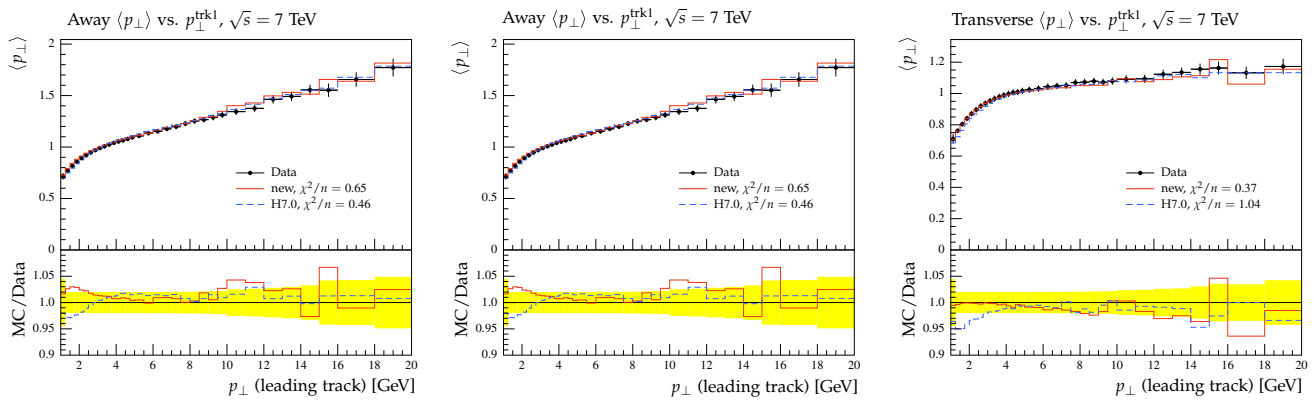 Away ⟨p⊥⟩ vs. p⊥^trk1, √s = 7 TeV
⟨p⊥⟩
2
1.5
1
0.5
0
Data
new, χ²/n = 0.65
H7.0, χ²/n = 0.46
MC/Data
1.05
1.0
0.95
0.9
2 4 6 8 10 12 14 16 18 20
p⊥ (leading track) [GeV]
Away ⟨p⊥⟩ vs. p⊥^trk1, √s = 7 TeV
⟨p⊥⟩
2
1.5
1
0.5
0
Data
new, χ²/n = 0.65
H7.0, χ²/n = 0.46
MC/Data
1.05
1.0
0.95
0.9
2 4 6 8 10 12 14 16 18 20
p⊥ (leading track) [GeV]
Transverse ⟨p⊥⟩ vs. p⊥^trk1, √s = 7 TeV
⟨p⊥⟩
1.2
1.0
0.8
0.6
0.4
0.2
0
Data
new, χ²/n = 0.37
H7.0, χ²/n = 1.04
MC/Data
1.05
1.0
0.95
0.9
2 4 6 8 10 12 14 16 18 20
p⊥ (leading track) [GeV]